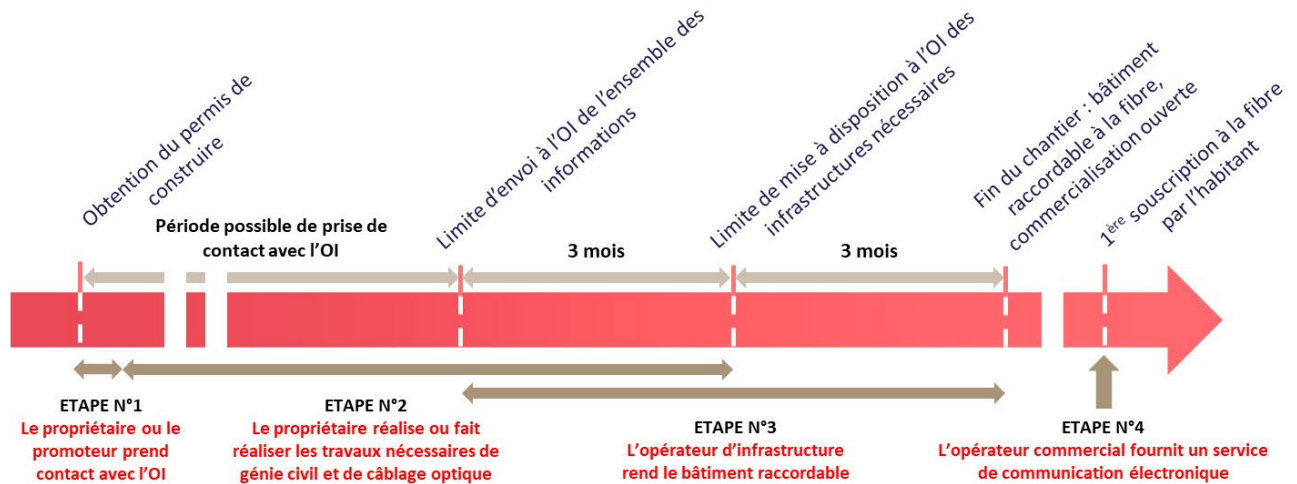 Obtention du permis de
construire
Limite d'envoi à l'OI de l'ensemble des
informations
Limite de mise à disposition à l'OI des
infrastructures nécessaires
Fin du chantier : bâtiment
raccordable à la fibre,
commercialisation ouverte
1ère souscription à la fibre
par l'habitant
Période possible de prise de
contact avec l'OI
3 mois
3 mois
ETAPE N°1
Le propriétaire ou le
promoteur prend
contact avec l'OI
ETAPE N°2
Le propriétaire réalise ou fait
réaliser les travaux nécessaires de
génie civil et de câblage optique
ETAPE N°3
L'opérateur d'infrastructure
rend le bâtiment raccordable
ETAPE N°4
L'opérateur commercial fournit un service
de communication électronique